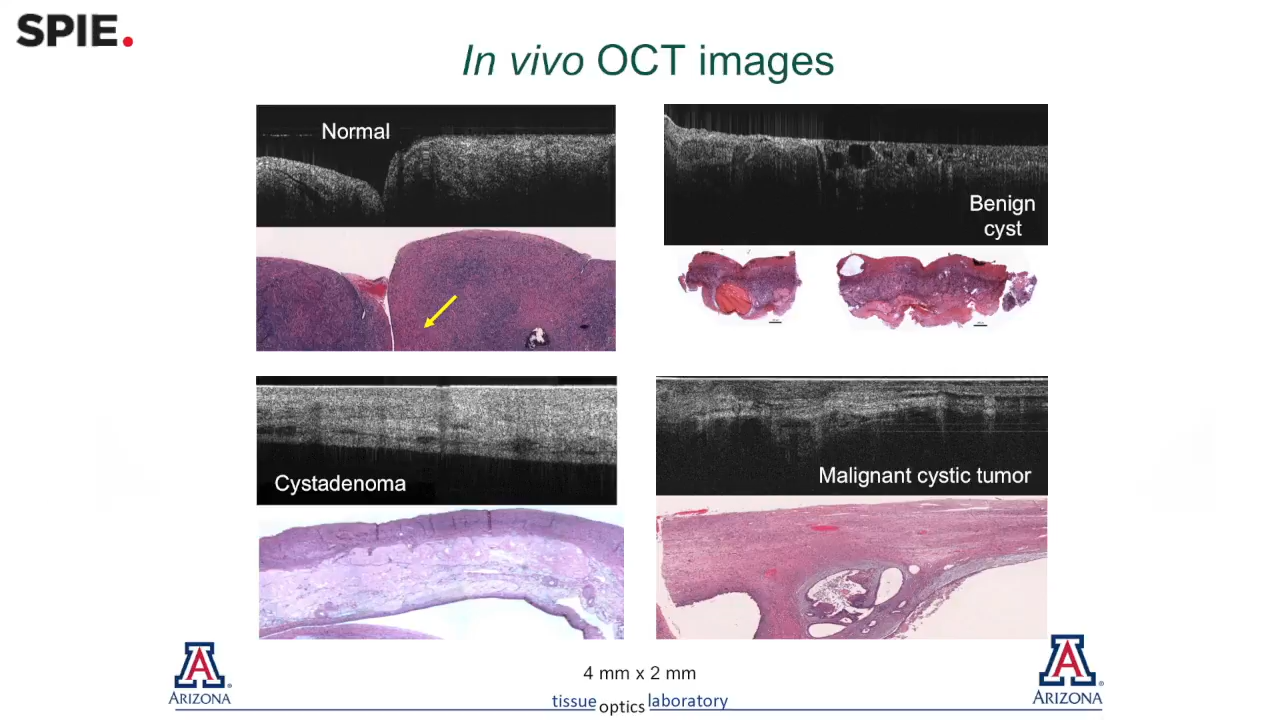 SPIE.
In vivo OCT images
Normal
Benign
cyst
Cystadenoma
Malignant cystic tumor
ARIZONA
4 mm x 2 mm
tissue optics laboratory
ARIZONA